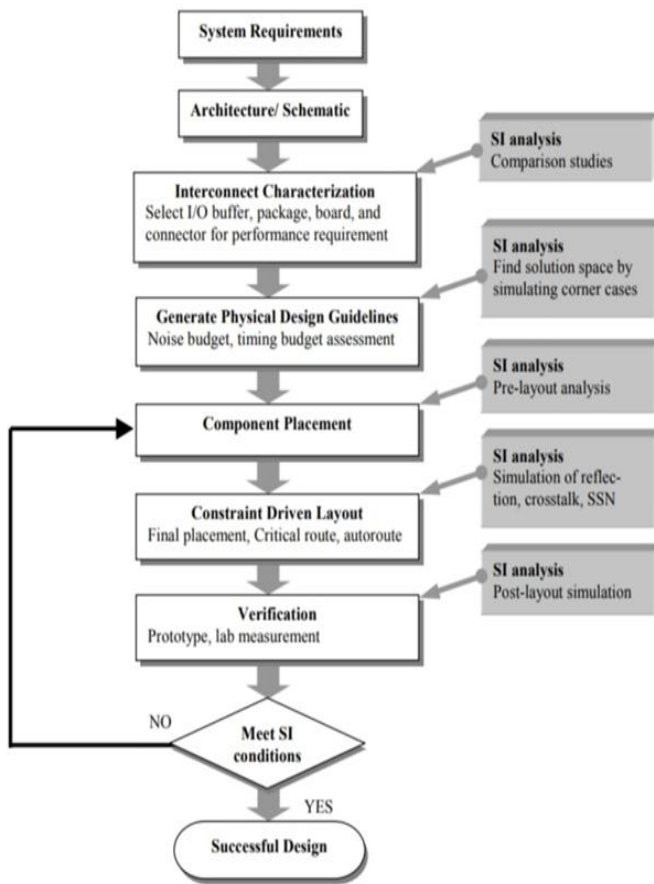 System Requirements
Architecture/ Schematic
SI analysis
Comparison studies
Interconnect Characterization
Select I/O buffer, package, board, and
connector for performance requirement
SI analysis
Find solution space by
simulating corner cases
Generate Physical Design Guidelines
Noise budget, timing budget assessment
SI analysis
Pre-layout analysis
Component Placement
SI analysis
Simulation of reflec-
tion, crosstalk, SSN
Constraint Driven Layout
Final placement, Critical route, autoroute
SI analysis
Post-layout simulation
Verification
Prototype, lab measurement
NO
Meet SI
conditions
YES
Successful Design